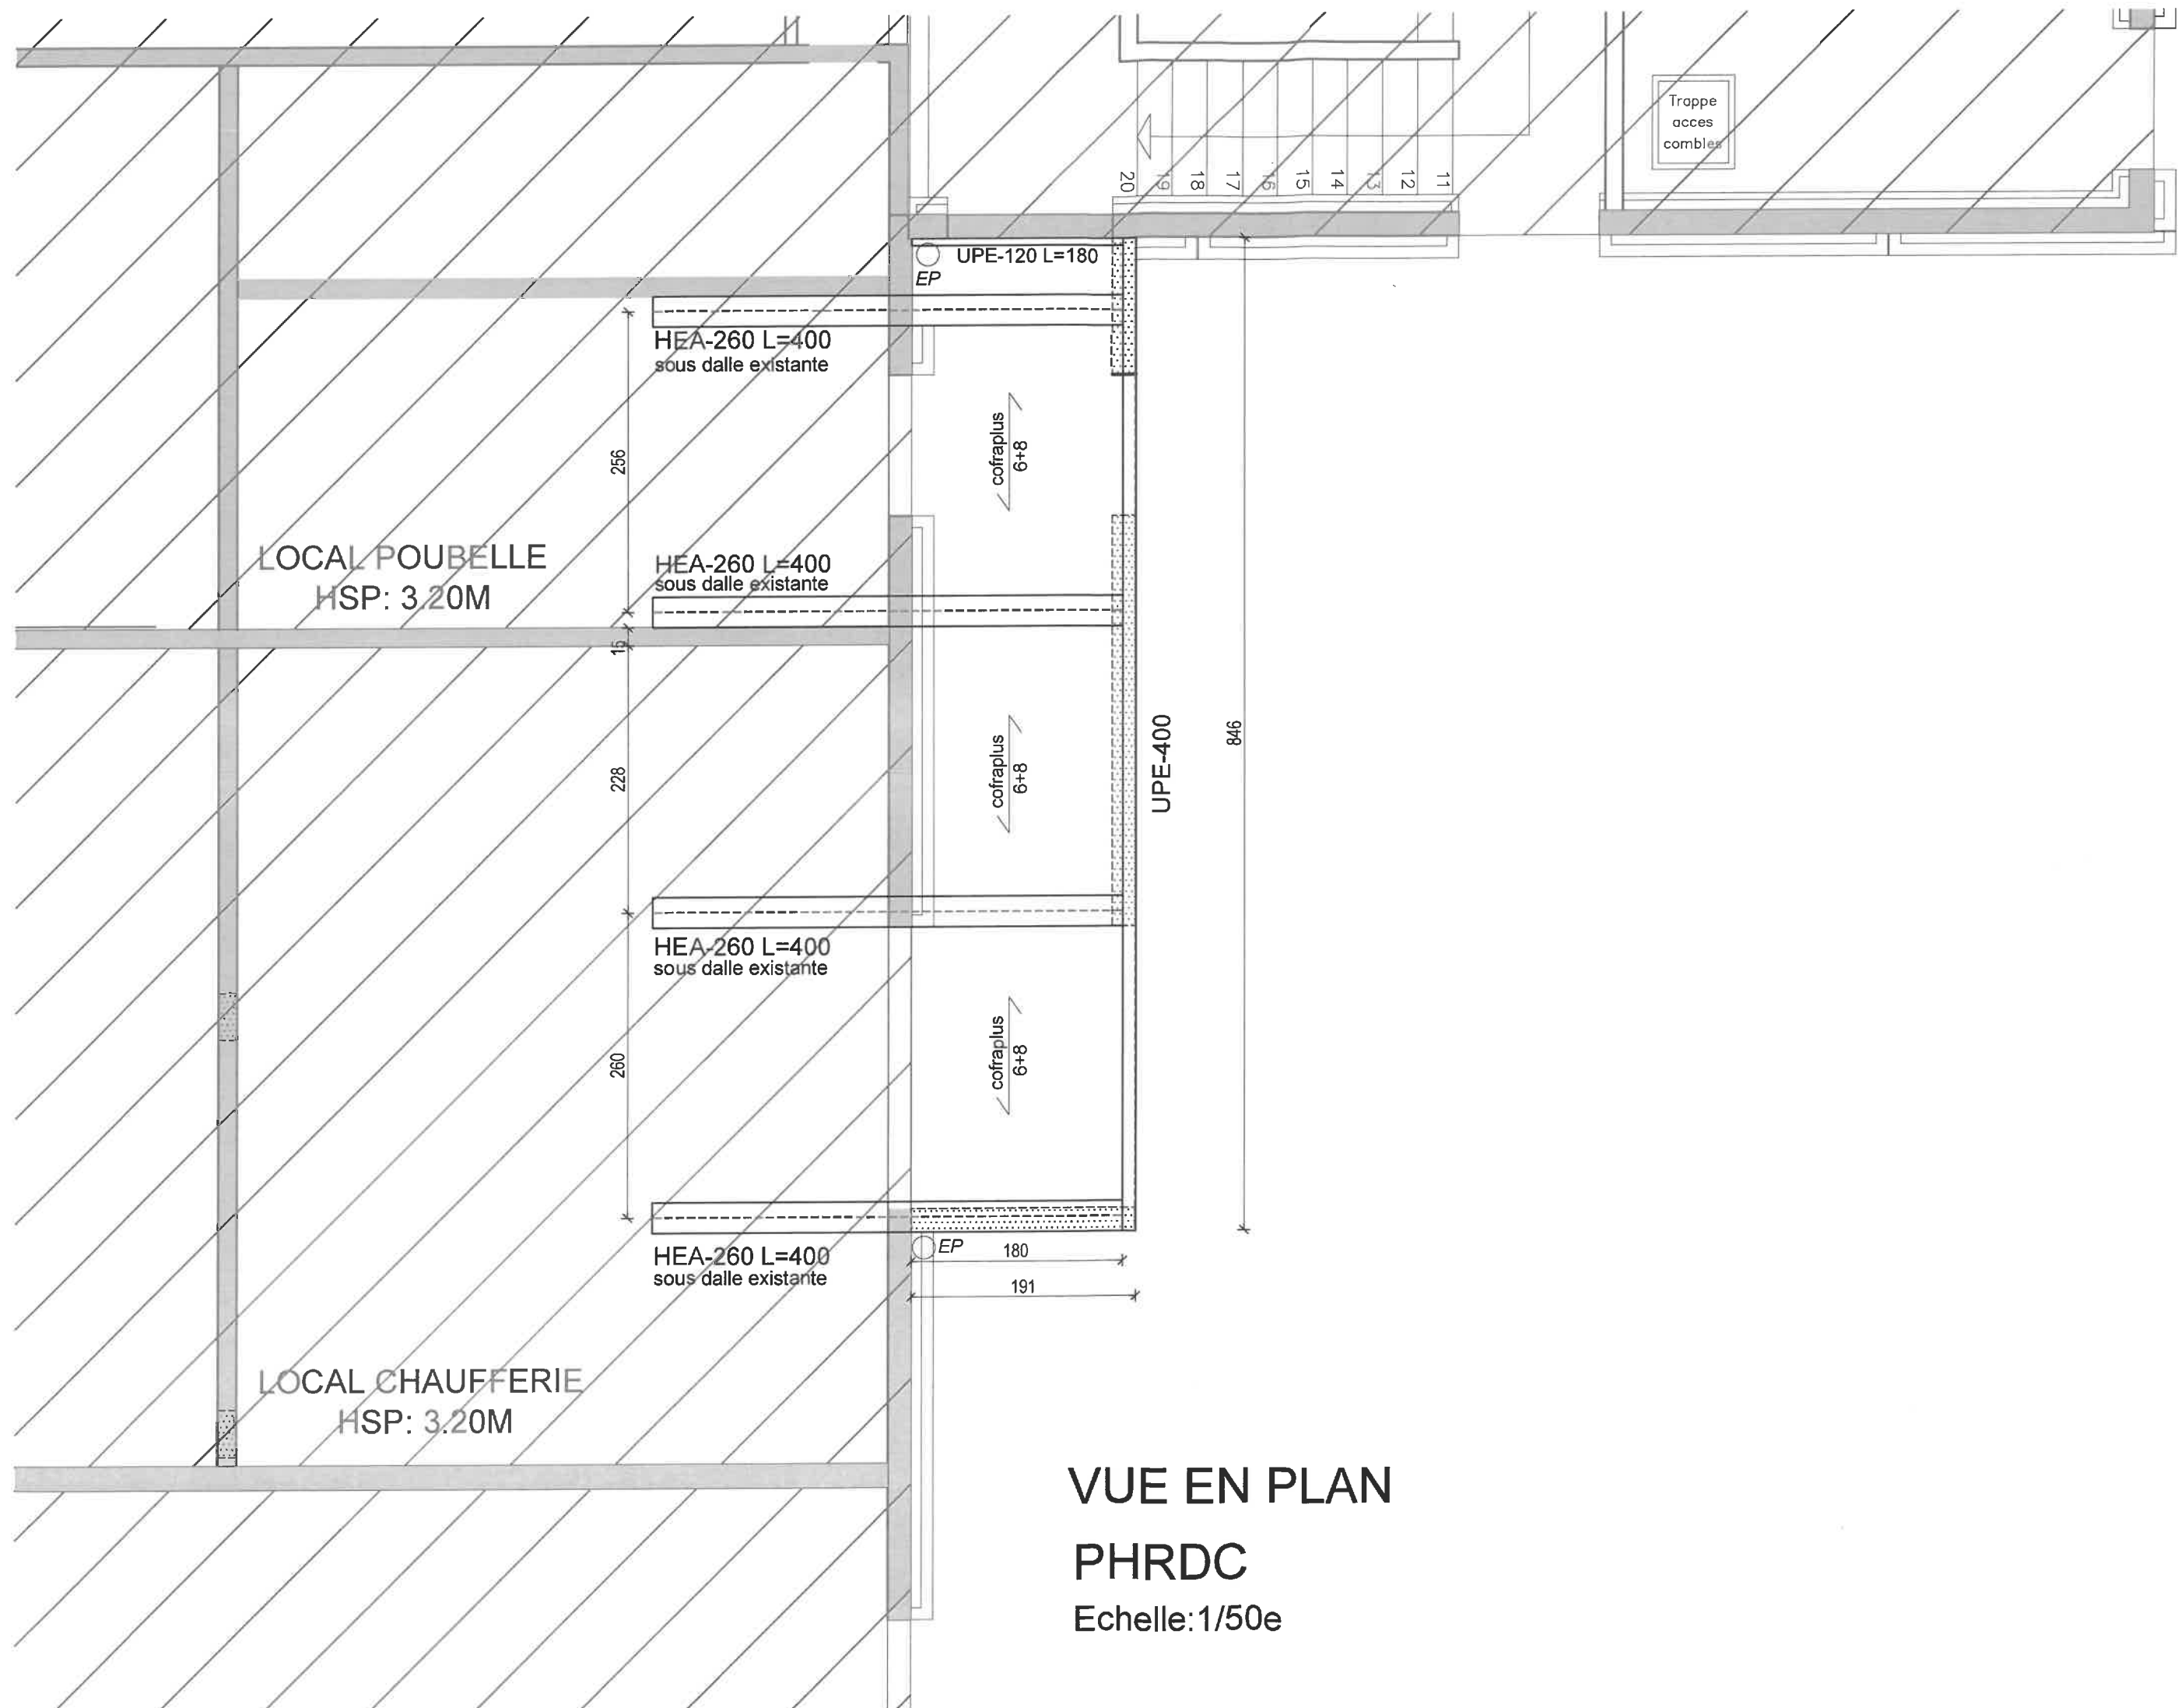 Trappe
acces
combles
20 19 18 17 16 15 14 13 12 11
UPE-120 L=180
EP
HEA-260 L=400
sous dalle existante
cofraplus
6+8
256
LOCAL POUBELLE
HSP: 3.20M
HEA-260 L=400
sous dalle existante
15
228
cofraplus
6+8
UPE-400
846
HEA-260 L=400
sous dalle existante
260
cofraplus
6+8
HEA-260 L=400
sous dalle existante
EP
180
191
LOCAL CHAUFFERIE
HSP: 3.20M
VUE EN PLAN
PHRDC
Echelle:1/50e